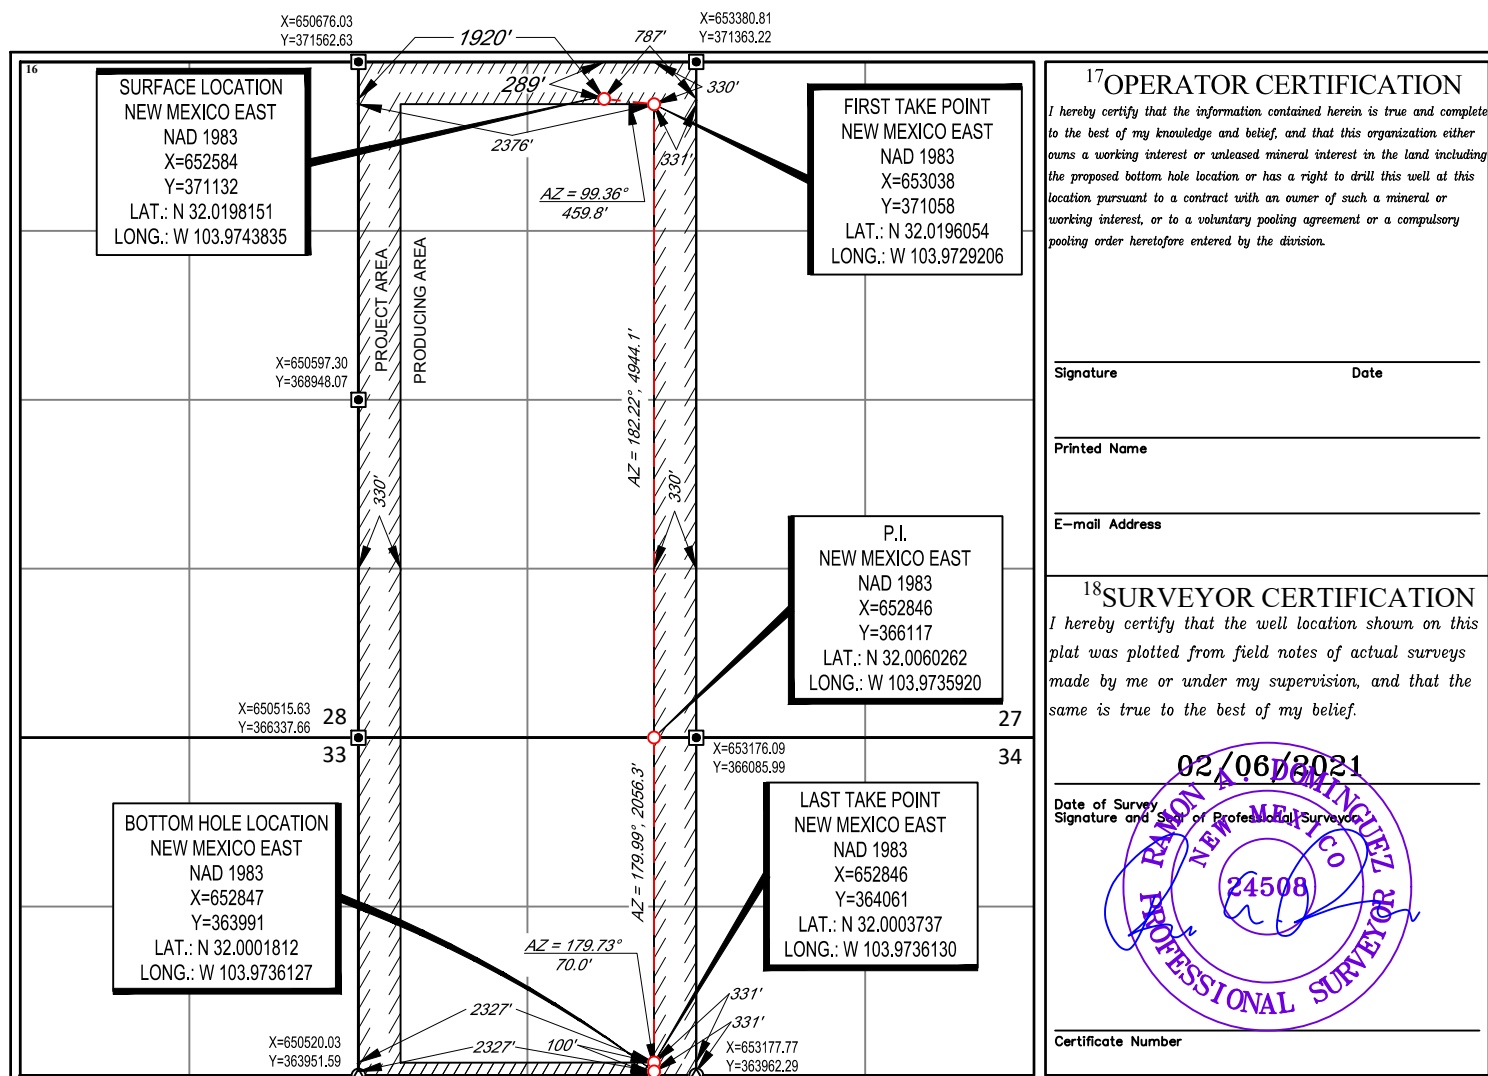 X=650676.03
Y=371562.63
X=653380.81
Y=371363.22
16
1920'
787'
289'
330'
2376'
331'
AZ = 99.36°
459.8'
SURFACE LOCATION
NEW MEXICO EAST
NAD 1983
X=652584
Y=371132
LAT.: N 32.0198151
LONG.: W 103.9743835
FIRST TAKE POINT
NEW MEXICO EAST
NAD 1983
X=653038
Y=371058
LAT.: N 32.0196054
LONG.: W 103.9729206
PROJECT AREA
PRODUCING AREA
X=650597.30
Y=368948.07
AZ = 182.22°, 4944.1'
330'
330'
P.I.
NEW MEXICO EAST
NAD 1983
X=652846
Y=366117
LAT.: N 32.0060262
LONG.: W 103.9735920
X=650515.63
Y=366337.66
28
33
27
34
X=653176.09
Y=366085.99
AZ = 179.99°, 2056.3'
BOTTOM HOLE LOCATION
NEW MEXICO EAST
NAD 1983
X=652847
Y=363991
LAT.: N 32.0001812
LONG.: W 103.9736127
LAST TAKE POINT
NEW MEXICO EAST
NAD 1983
X=652846
Y=364061
LAT.: N 32.0003737
LONG.: W 103.9736130
AZ = 179.73°
70.0'
2327'
2327'
100'
331'
331'
X=650520.03
Y=363951.59
X=653177.77
Y=363962.29
17 OPERATOR CERTIFICATION
I hereby certify that the information contained herein is true and complete
to the best of my knowledge and belief, and that this organization either
owns a working interest or unleased mineral interest in the land including
the proposed bottom hole location or has a right to drill this well at this
location pursuant to a contract with an owner of such a mineral or
working interest, or to a voluntary pooling agreement or a compulsory
pooling order heretofore entered by the division.
Signature Date
Printed Name
E-mail Address
18 SURVEYOR CERTIFICATION
I hereby certify that the well location shown on this
plat was plotted from field notes of actual surveys
made by me or under my supervision, and that the
same is true to the best of my belief.
02/06/2021
Date of Survey
Signature and Seal of Professional Surveyor
RAMON A. DOMINGUEZ
NEW MEXICO
24508
PROFESSIONAL SURVEYOR
Certificate Number